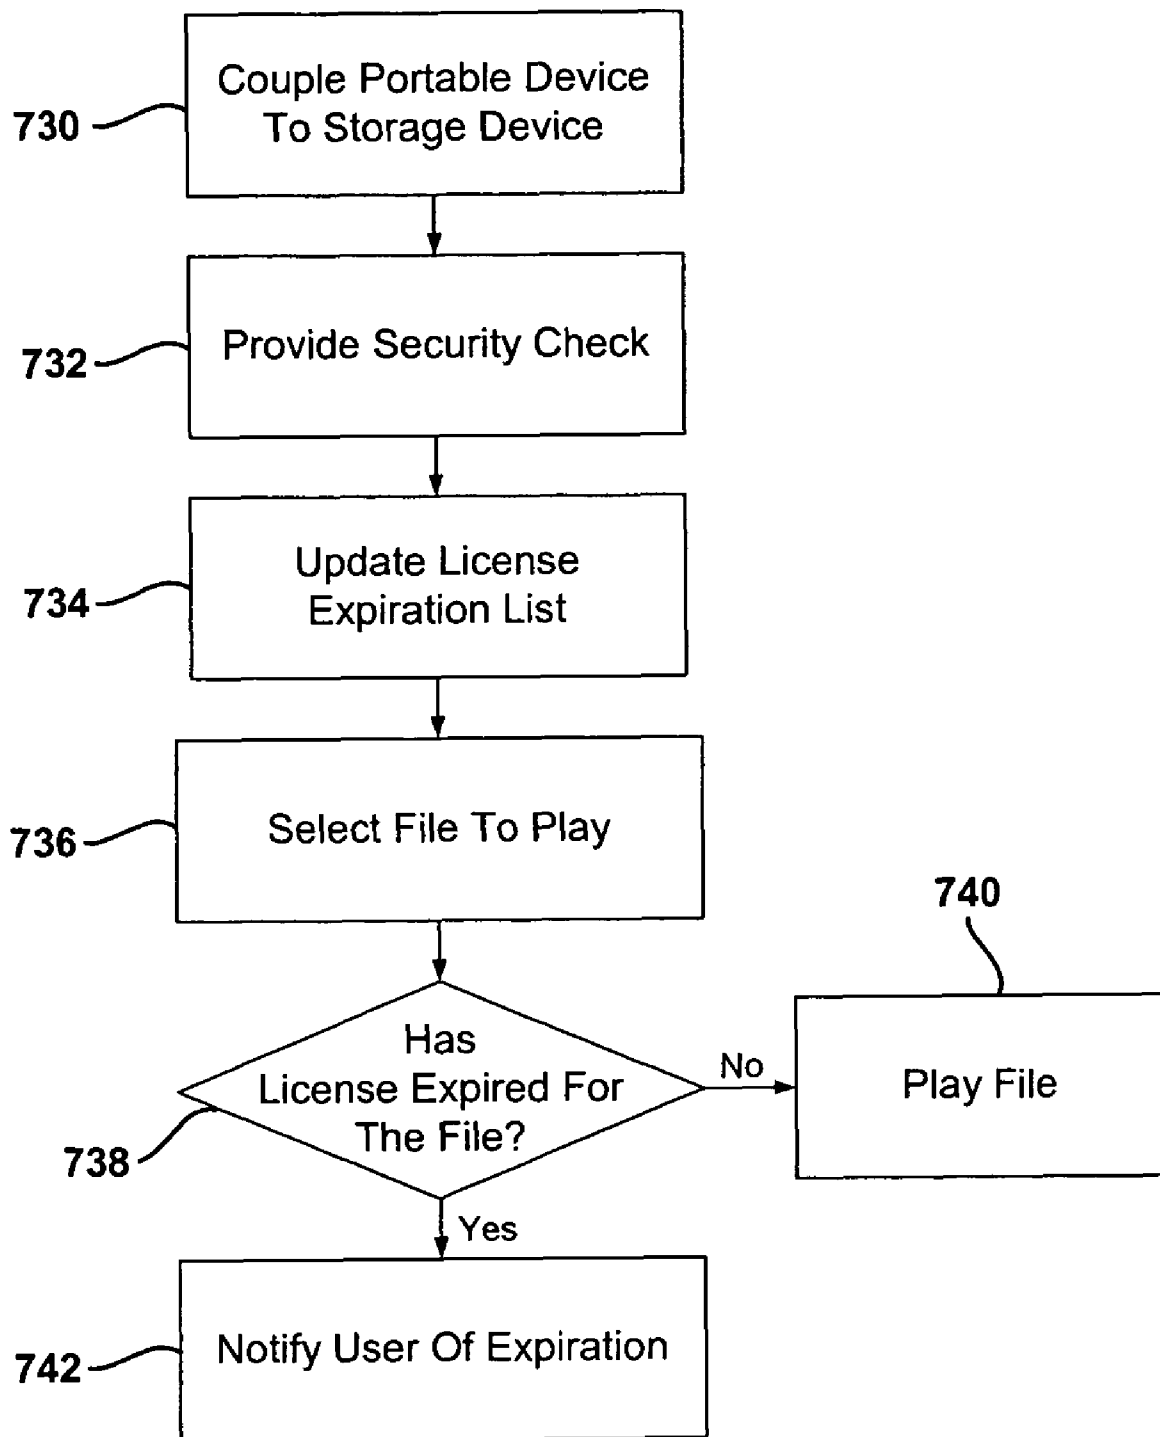 Couple Portable Device
To Storage Device
730
Provide Security Check
732
Update License
Expiration List
734
Select File To Play
736
740
Has
License Expired For
The File?
No
Play File
738
Yes
Notify User Of Expiration
742